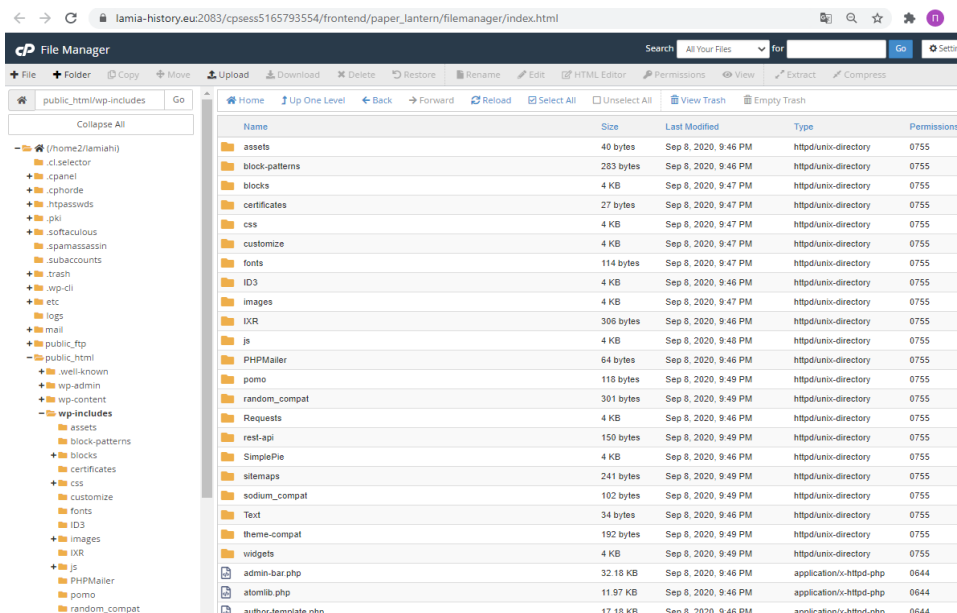 lamia-history.eu:2083/cpsess5165793554/frontend/paper_lantern/filemanager/index.html
П
cP File Manager
Search All Your Files for Go Settin
File Folder Copy Move Upload Download Delete Restore Rename Edit HTML Editor Permissions View Extract Compress
public_html/wp-includes Go
Home Up One Level Back Forward Reload Select All Unselect All View Trash Empty Trash
Collapse All
(/home2/lamiahi)
.cl.selector
.cpanel
.cphorde
.htpasswds
.pki
.softaculous
.spamassassin
.subaccounts
.trash
.wp-cli
etc
logs
mail
public_ftp
public_html
.well-known
wp-admin
wp-content
wp-includes
assets
block-patterns
blocks
certificates
css
customize
fonts
ID3
images
IXR
js
PHPMailer
pomo
random_compat
Name Size Last Modified Type Permissions
assets 40 bytes Sep 8, 2020, 9:46 PM httpd/unix-directory 0755
block-patterns 283 bytes Sep 8, 2020, 9:46 PM httpd/unix-directory 0755
blocks 4 KB Sep 8, 2020, 9:47 PM httpd/unix-directory 0755
certificates 27 bytes Sep 8, 2020, 9:47 PM httpd/unix-directory 0755
css 4 KB Sep 8, 2020, 9:47 PM httpd/unix-directory 0755
customize 4 KB Sep 8, 2020, 9:47 PM httpd/unix-directory 0755
fonts 114 bytes Sep 8, 2020, 9:47 PM httpd/unix-directory 0755
ID3 4 KB Sep 8, 2020, 9:46 PM httpd/unix-directory 0755
images 4 KB Sep 8, 2020, 9:47 PM httpd/unix-directory 0755
IXR 306 bytes Sep 8, 2020, 9:46 PM httpd/unix-directory 0755
js 4 KB Sep 8, 2020, 9:48 PM httpd/unix-directory 0755
PHPMailer 64 bytes Sep 8, 2020, 9:46 PM httpd/unix-directory 0755
pomo 118 bytes Sep 8, 2020, 9:49 PM httpd/unix-directory 0755
random_compat 301 bytes Sep 8, 2020, 9:49 PM httpd/unix-directory 0755
Requests 4 KB Sep 8, 2020, 9:46 PM httpd/unix-directory 0755
rest-api 150 bytes Sep 8, 2020, 9:49 PM httpd/unix-directory 0755
SimplePie 4 KB Sep 8, 2020, 9:46 PM httpd/unix-directory 0755
sitemaps 241 bytes Sep 8, 2020, 9:49 PM httpd/unix-directory 0755
sodium_compat 102 bytes Sep 8, 2020, 9:49 PM httpd/unix-directory 0755
Text 34 bytes Sep 8, 2020, 9:46 PM httpd/unix-directory 0755
theme-compat 192 bytes Sep 8, 2020, 9:49 PM httpd/unix-directory 0755
widgets 4 KB Sep 8, 2020, 9:49 PM httpd/unix-directory 0755
admin-bar.php 32.18 KB Sep 8, 2020, 9:46 PM application/x-httpd-php 0644
atomlib.php 11.97 KB Sep 8, 2020, 9:46 PM application/x-httpd-php 0644
author-template.php 17.18 KB Sep 8, 2020, 9:46 PM application/x-httpd-php 0644